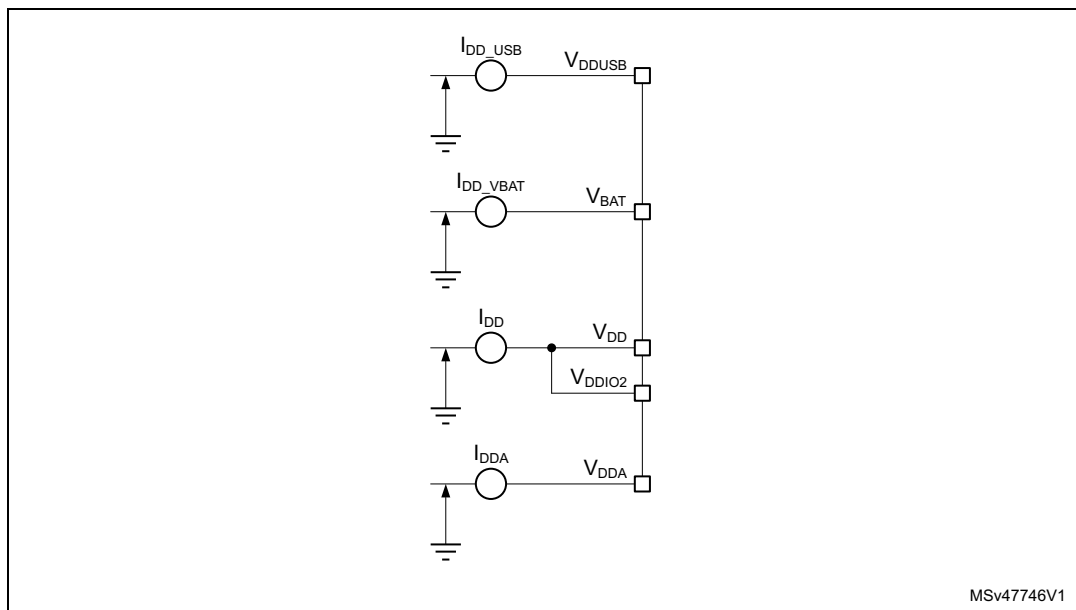 I_DD_USB V_DDUSB
I_DD_VBAT V_BAT
I_DD V_DD
V_DDIO2
I_DDA V_DDA
MSv47746V1